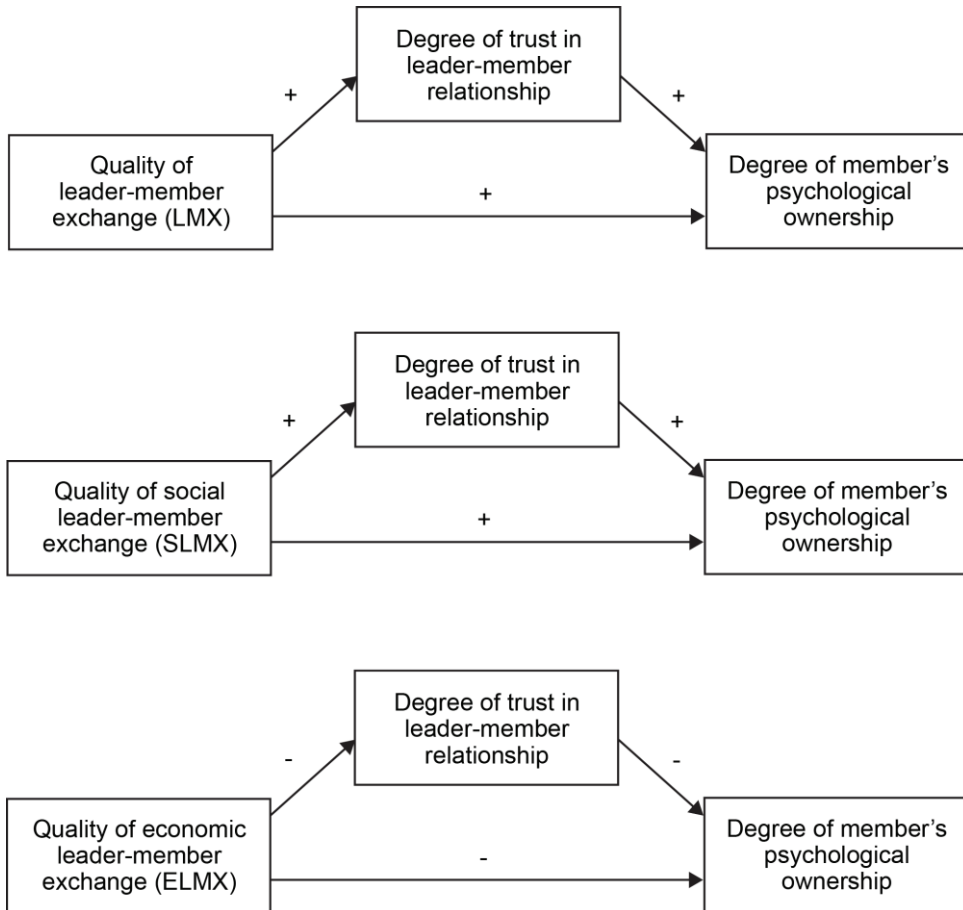 Degree of trust in
leader-member
relationship
+
+
Quality of
leader-member
exchange (LMX)
+
Degree of member’s
psychological
ownership
Degree of trust in
leader-member
relationship
+
+
Quality of social
leader-member
exchange (SLMX)
+
Degree of member’s
psychological
ownership
Degree of trust in
leader-member
relationship
-
-
Quality of economic
leader-member
exchange (ELMX)
-
Degree of member’s
psychological
ownership